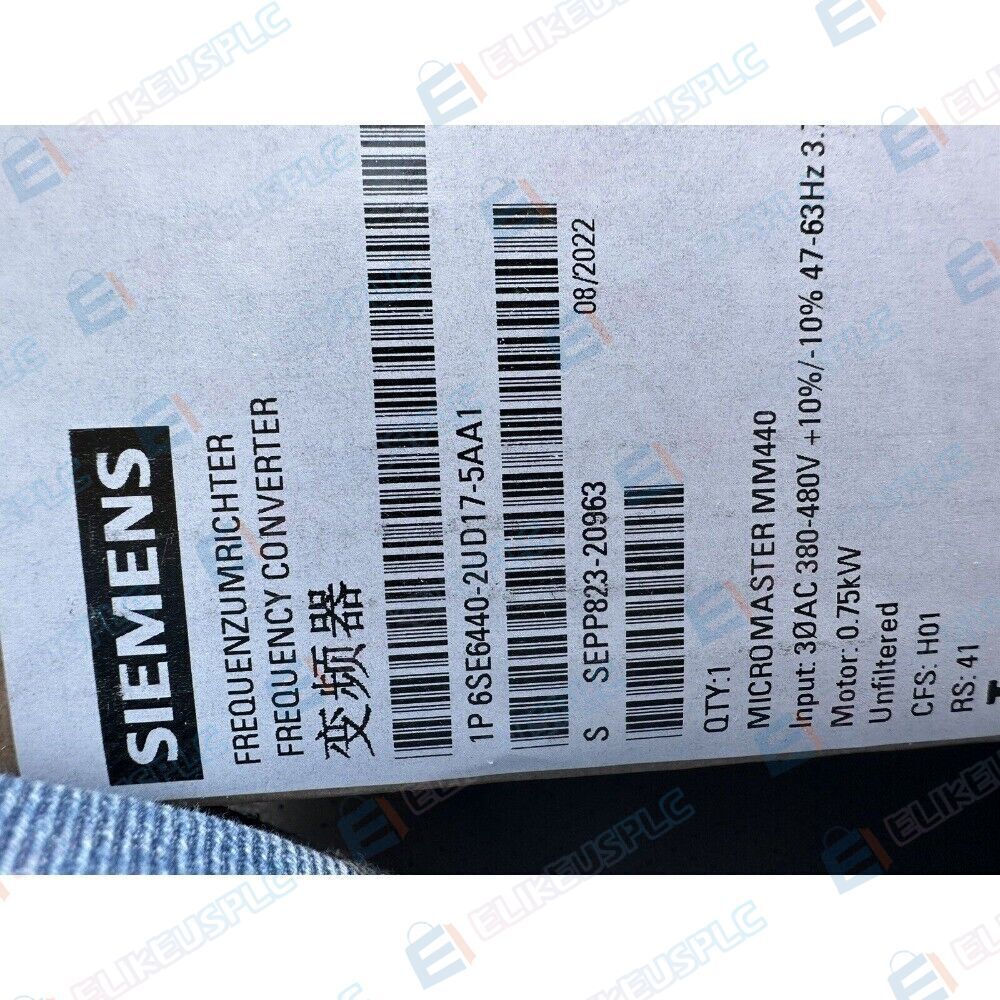 SIEMENS
FREQUENZUMRICHTER
FREQUENCY CONVERTER
变频器
1P 6SE6440-2UD17-5AA1
08/2022
S SEPP823-20963
QTY:1
MICROMASTER MM440
Input: 3ØAC 380-480V +10%/-10% 47-63Hz
Motor: 0.75kW
Unfiltered
CFS: H01
RS: 41
ELIKEUSPLC